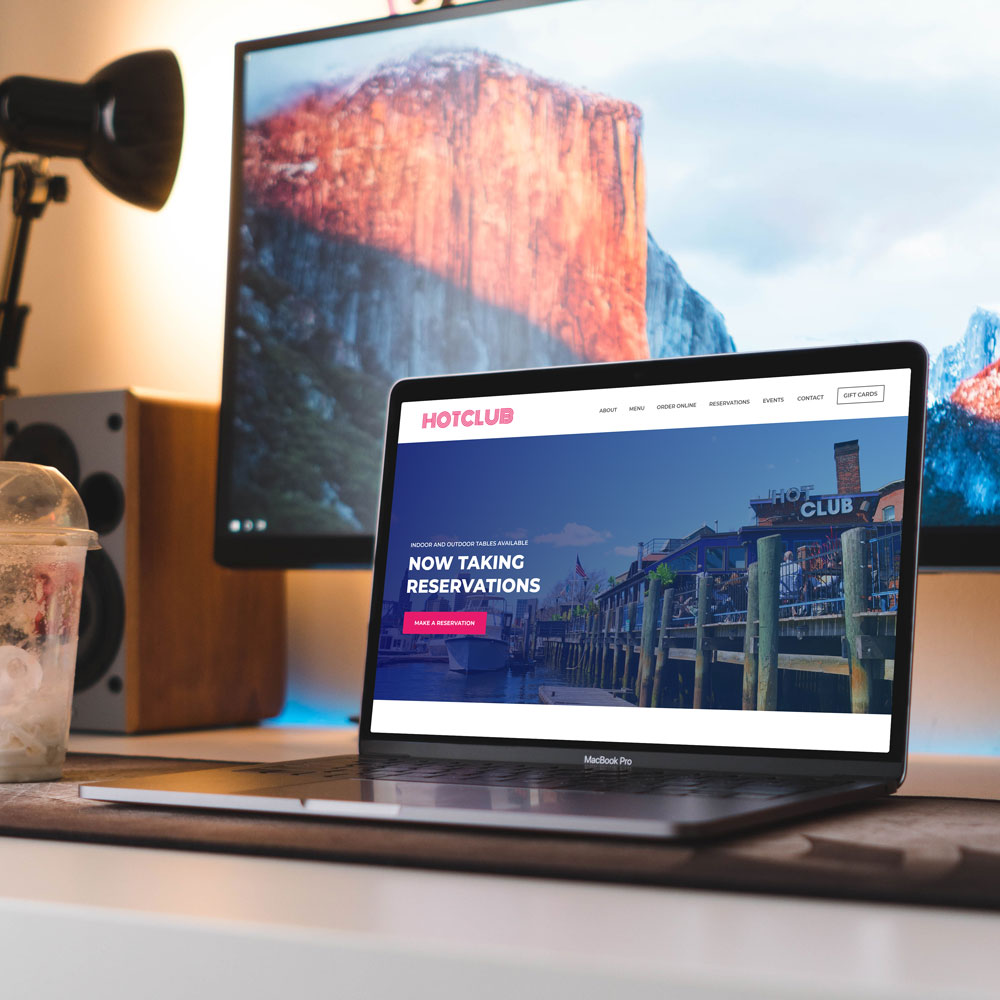 HOTCLUB
ABOUT MENU ORDER ONLINE RESERVATIONS EVENTS CONTACT GIFT CARDS
HOT
CLUB
INDOOR AND OUTDOOR TABLES AVAILABLE
NOW TAKING
RESERVATIONS
MAKE A RESERVATION
MacBook Pro